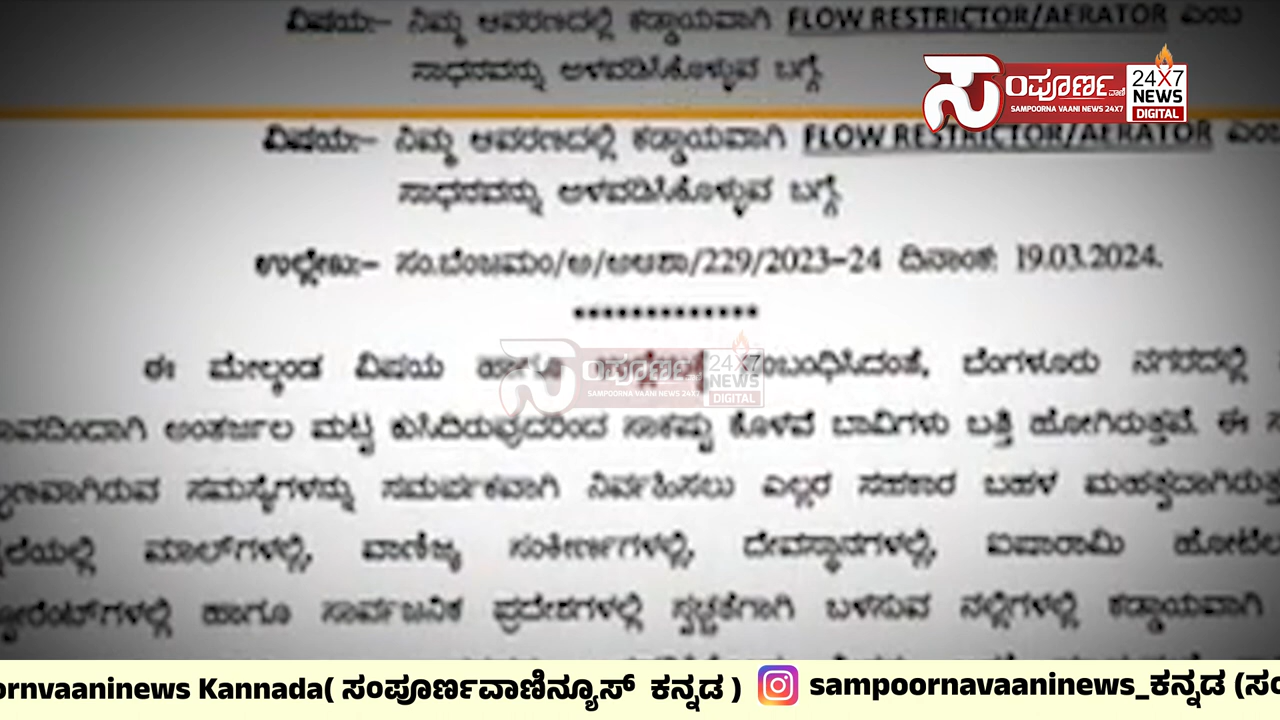 ವಿಷಯ:– ನಿಮ್ಮ ಆವರಣದಲ್ಲಿ ಕಡ್ಡಾಯವಾಗಿ FLOW RESTRICTOR/AERATOR ಎಂಬ
ಸಾಧನವನ್ನು ಅಳವಡಿಸಿಕೊಳ್ಳುವ ಬಗ್ಗೆ.
ಸಂಪೂರ್ಣ ವಾಣಿ
SAMPOORNA VAANI NEWS 24X7
24X7
NEWS
DIGITAL
ವಿಷಯ:– ನಿಮ್ಮ ಆವರಣದಲ್ಲಿ ಕಡ್ಡಾಯವಾಗಿ FLOW RESTRICTOR/AERATOR ಎಂಬ
ಸಾಧನವನ್ನು ಅಳವಡಿಸಿಕೊಳ್ಳುವ ಬಗ್ಗೆ.
ಉಲ್ಲೇಖ:– ಸಂ.ಬೆಂಜಮಂ/ಅ/ಅಆಶಾ/229/2023–24 ದಿನಾಂಕ: 19.03.2024.
ಈ ಮೇಲ್ಕಂಡ ವಿಷಯ ಹಾಗೂ ಸಂಬಂಧಿಸಿದಂತೆ, ಬೆಂಗಳೂರು ನಗರದಲ್ಲಿ
ಅಂತರ್ಜಲ ಮಟ್ಟ ಕುಸಿದಿರುವುದರಿಂದ ಸಾಕಷ್ಟು ಕೊಳವೆ ಬಾವಿಗಳು ಬತ್ತಿ ಹೋಗಿರುತ್ತವೆ. ಈ
ಸಮಸ್ಯೆಗಳನ್ನು ಸಮರ್ಪಕವಾಗಿ ನಿರ್ವಹಿಸಲು ಎಲ್ಲರ ಸಹಕಾರ ಬಹಳ ಮಹತ್ವದಾಗಿರುತ್ತ
ಮಾಲ್‌ಗಳಲ್ಲಿ, ವಾಣಿಜ್ಯ ಸಂಕೀರ್ಣಗಳಲ್ಲಿ, ದೇವಸ್ಥಾನಗಳಲ್ಲಿ, ಐಷಾರಾಮಿ ಹೋಟೆಲ
ಹಾಗೂ ಸಾರ್ವಜನಿಕ ಪ್ರದೇಶಗಳಲ್ಲಿ ಸ್ವಚ್ಛತೆಗಾಗಿ ಬಳಸುವ ನಲ್ಲಿಗಳಲ್ಲಿ ಕಡ್ಡಾಯವಾಗಿ
ornvaaninews Kannada( ಸಂಪೂರ್ಣವಾಣಿನ್ಯೂಸ್ ಕನ್ನಡ ) sampoornavaaninews_ಕನ್ನಡ (ಸಂ